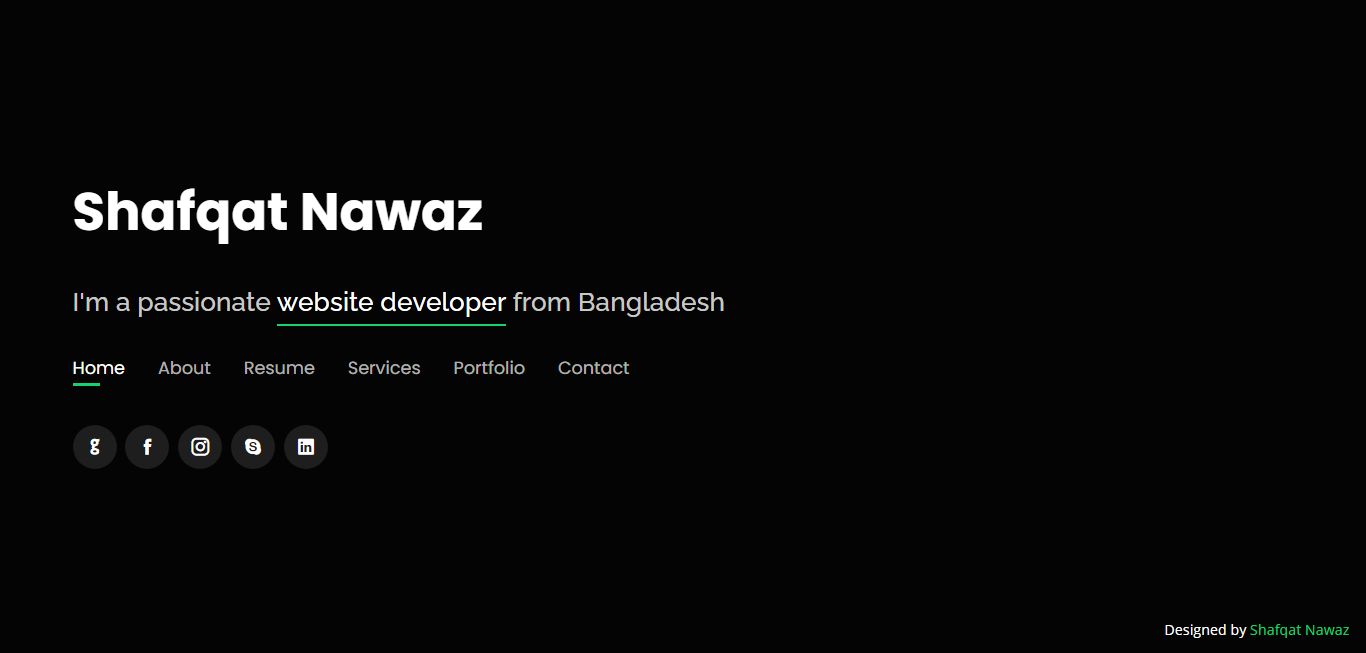 Shafqat Nawaz
I'm a passionate website developer from Bangladesh
Home About Resume Services Portfolio Contact
Designed by Shafqat Nawaz